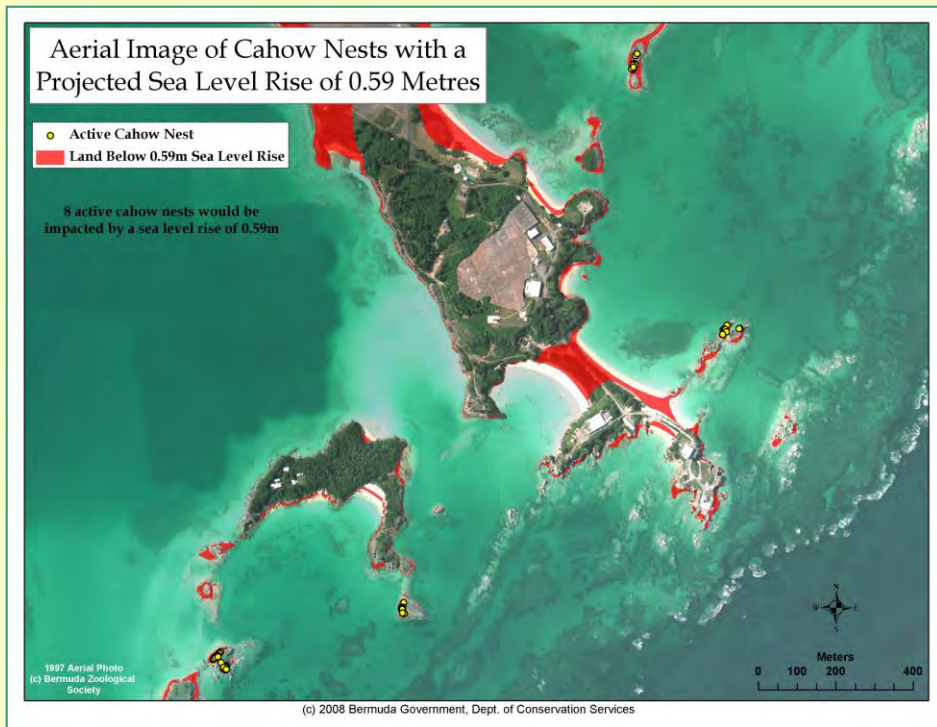 Aerial Image of Cahow Nests with a
Projected Sea Level Rise of 0.59 Metres
Active Cahow Nest
Land Below 0.59m Sea Level Rise
8 active cahow nests would be
impacted by a sea level rise of 0.59m
N
W E
S
Meters
0 100 200 400
1997 Aerial Photo
(c) Bermuda Zoological
Society
(c) 2008 Bermuda Government, Dept. of Conservation Services